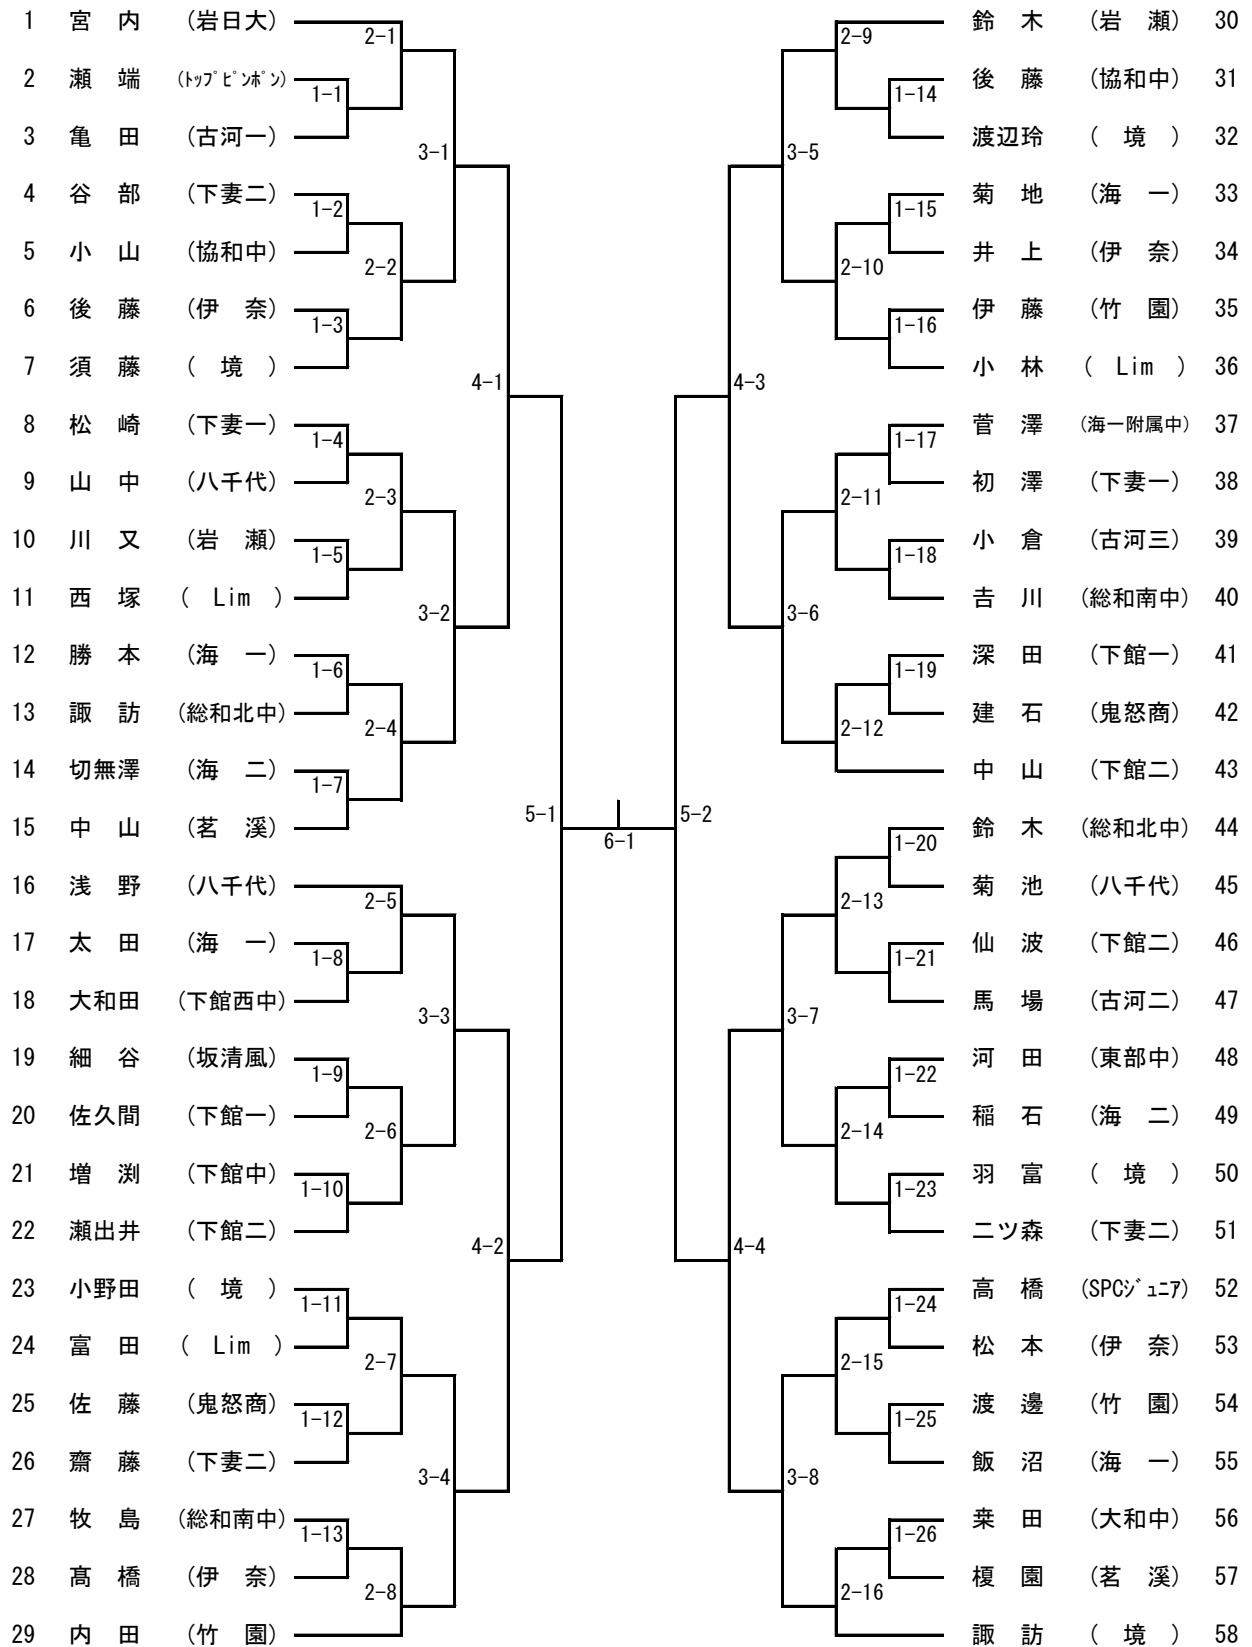 1 宮 内 (岩日大)
2 瀬 端 (ﾄｯﾌﾟﾋﾟﾝﾎﾟﾝ)
3 亀 田 (古河一)
4 谷 部 (下妻二)
5 小 山 (協和中)
6 後 藤 (伊 奈)
7 須 藤 ( 境 )
8 松 崎 (下妻一)
9 山 中 (八千代)
10 川 又 (岩 瀬)
11 西 塚 ( Lim )
12 勝 本 (海 一)
13 諏 訪 (総和北中)
14 切無澤 (海 二)
15 中 山 (茗 溪)
16 浅 野 (八千代)
17 太 田 (海 一)
18 大和田 (下館西中)
19 細 谷 (坂清風)
20 佐久間 (下館一)
21 増 渕 (下館中)
22 瀬出井 (下館二)
23 小野田 ( 境 )
24 富 田 ( Lim )
25 佐 藤 (鬼怒商)
26 齋 藤 (下妻二)
27 牧 島 (総和南中)
28 髙 橋 (伊 奈)
29 内 田 (竹 園)
2-1
1-1
3-1
1-2
2-2
1-3
4-1
1-4
2-3
1-5
3-2
1-6
2-4
1-7
5-1
2-5
1-8
3-3
1-9
2-6
1-10
4-2
1-11
2-7
1-12
3-4
1-13
2-8
6-1
2-9
1-14
3-5
1-15
2-10
1-16
4-3
1-17
2-11
1-18
3-6
1-19
2-12
5-2
1-20
2-13
1-21
3-7
1-22
2-14
1-23
4-4
1-24
2-15
1-25
3-8
1-26
2-16
鈴 木 (岩 瀬) 30
後 藤 (協和中) 31
渡辺玲 ( 境 ) 32
菊 地 (海 一) 33
井 上 (伊 奈) 34
伊 藤 (竹 園) 35
小 林 ( Lim ) 36
菅 澤 (海一附属中) 37
初 澤 (下妻一) 38
小 倉 (古河三) 39
𠮷 川 (総和南中) 40
深 田 (下館一) 41
建 石 (鬼怒商) 42
中 山 (下館二) 43
鈴 木 (総和北中) 44
菊 池 (八千代) 45
仙 波 (下館二) 46
馬 場 (古河二) 47
河 田 (東部中) 48
稲 石 (海 二) 49
羽 富 ( 境 ) 50
二ツ森 (下妻二) 51
高 橋 (SPCｼﾞｭﾆｱ) 52
松 本 (伊 奈) 53
渡 邊 (竹 園) 54
飯 沼 (海 一) 55
桒 田 (大和中) 56
榎 園 (茗 溪) 57
諏 訪 ( 境 ) 58